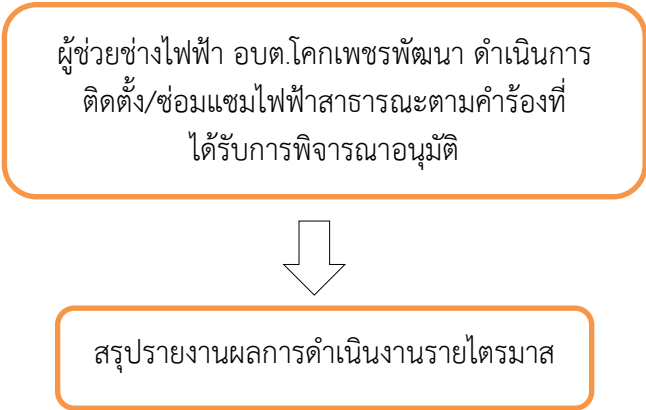 ผู้ช่วยช่างไฟฟ้า อบต.โคกเพชรพัฒนา ดำเนินการ
ติดตั้ง/ซ่อมแซมไฟฟ้าสาธารณะตามคำร้องที่
ได้รับการพิจารณาอนุมัติ
สรุปรายงานผลการดำเนินงานรายไตรมาส